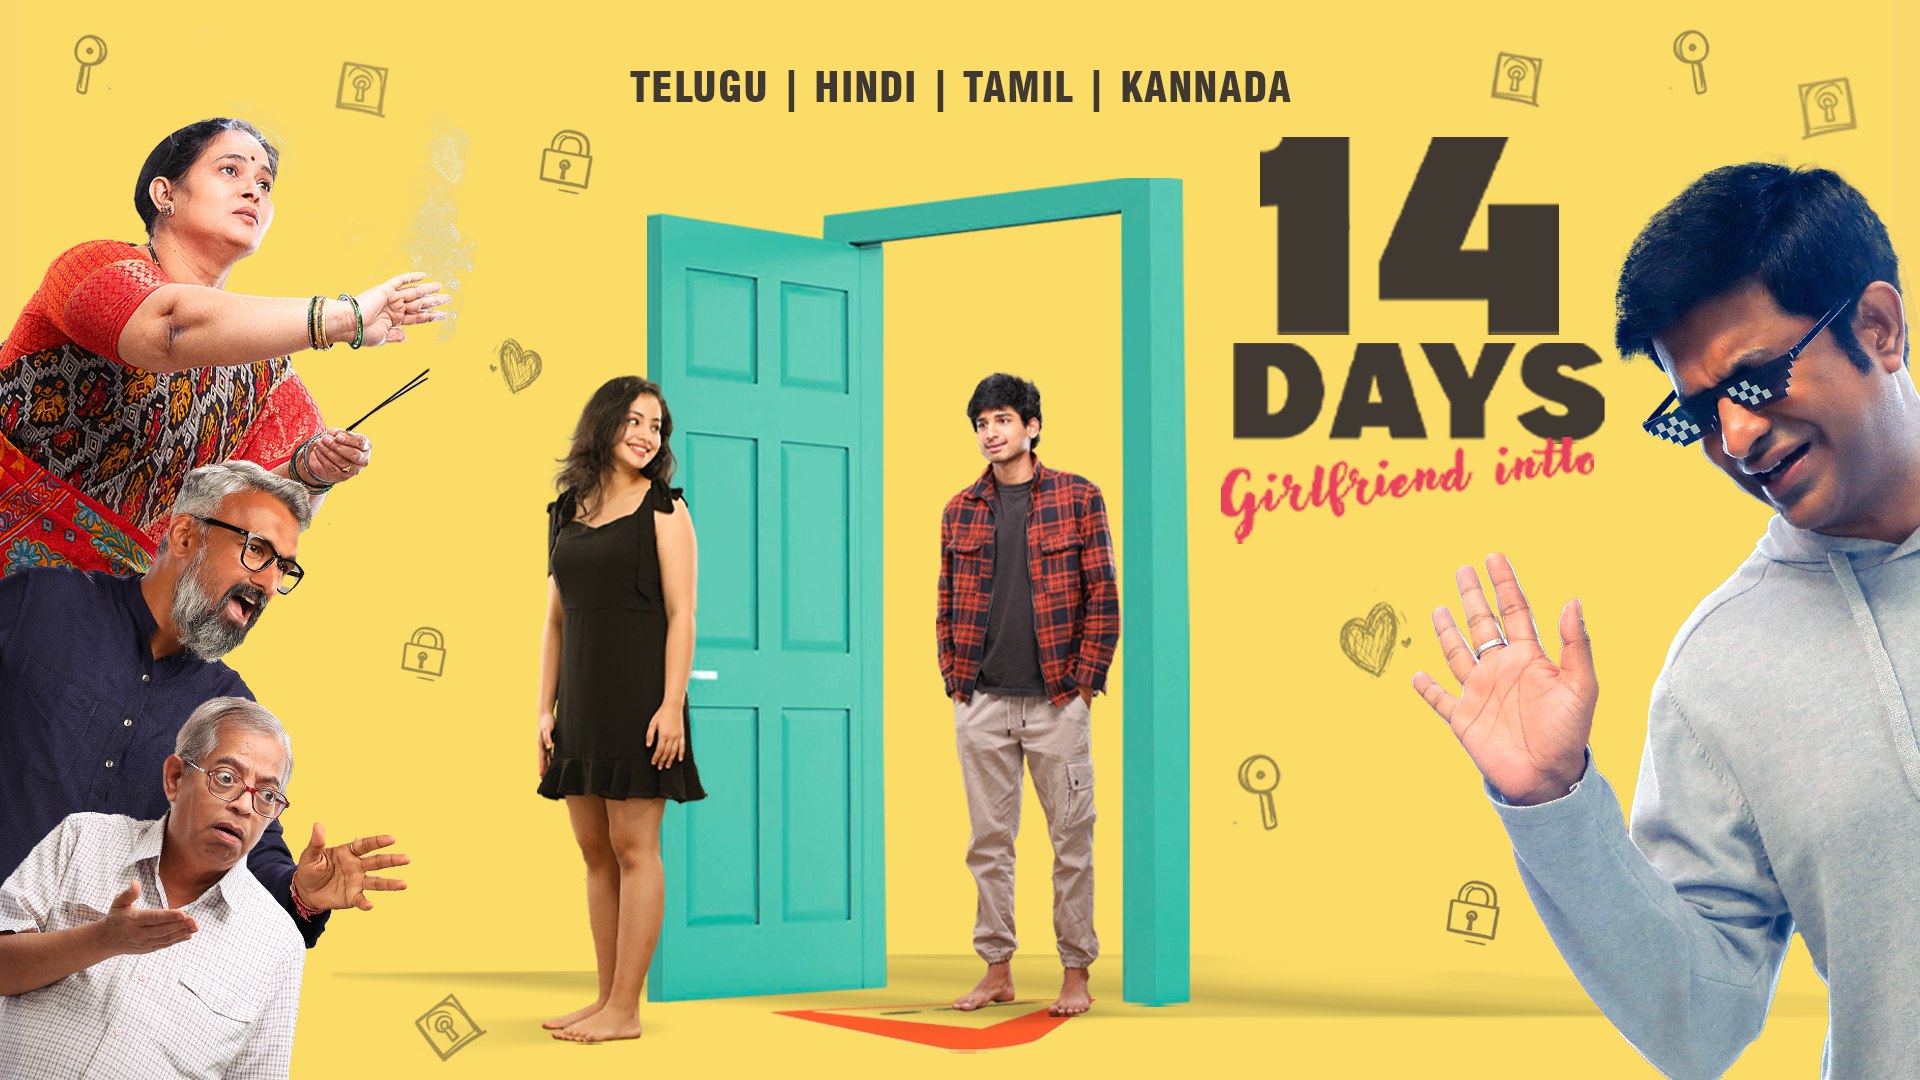 TELUGU | HINDI | TAMIL | KANNADA
14
DAYS
Girlfriend intlo